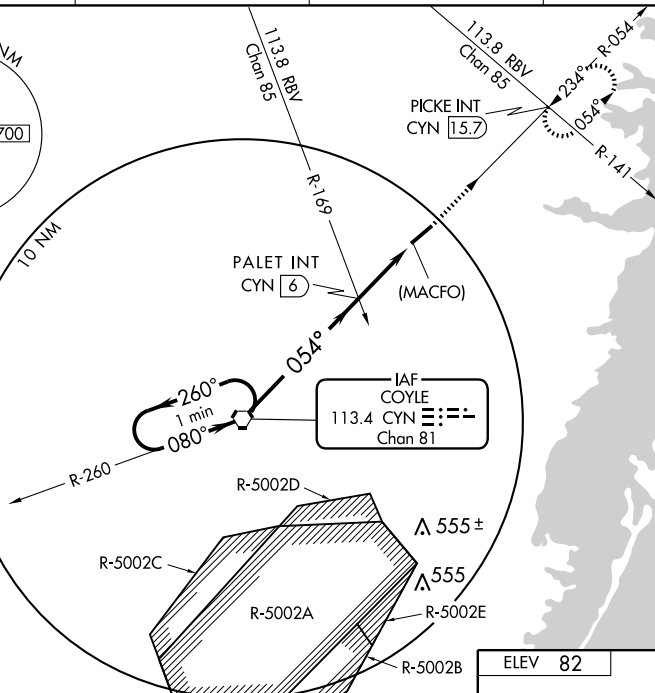 NM
700
113.8 RBV
Chan 85
R-169
113.8 RBV
Chan 85
R-141
R-054
234°
054°
PICKE INT
CYN 15.7
10 NM
PALET INT
CYN 6
(MACFO)
054°
260°
1 min
080°
R-260
IAF
COYLE
113.4 CYN
Chan 81
R-5002D
R-5002C
R-5002A
555 ±
555
R-5002E
R-5002B
ELEV 82